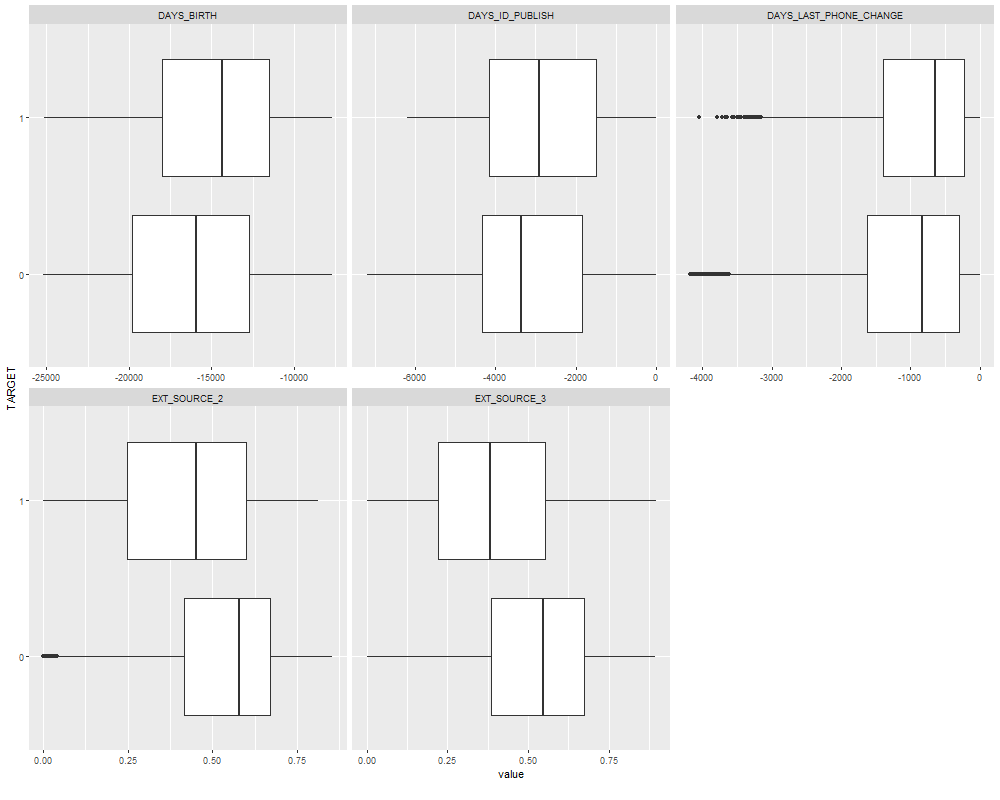 DAYS_BIRTH DAYS_ID_PUBLISH DAYS_LAST_PHONE_CHANGE
1
0
-25000 -20000 -15000 -10000 -6000 -4000 -2000 0 -4000 -3000 -2000 -1000 0
TARGET
EXT_SOURCE_2 EXT_SOURCE_3
1
0
0.00 0.25 0.50 0.75 0.00 0.25 0.50 0.75
value